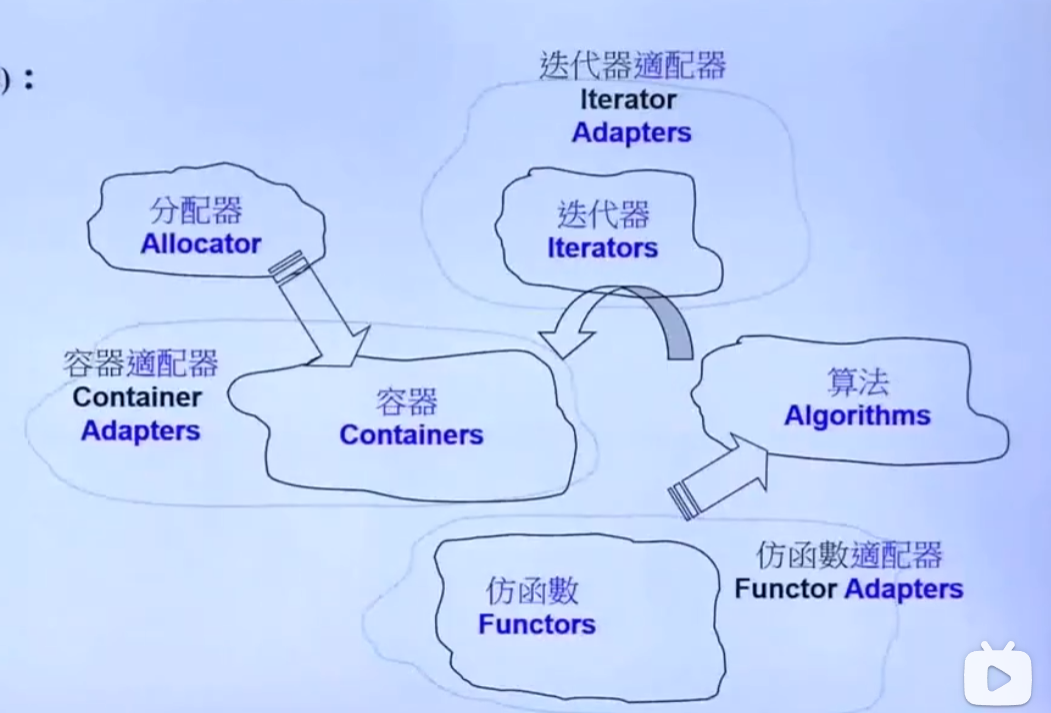 ) :
迭代器適配器
Iterator
Adapters
分配器
Allocator
迭代器
Iterators
容器適配器
Container
Adapters
容器
Containers
算法
Algorithms
仿函數
Functors
仿函數適配器
Functor Adapters